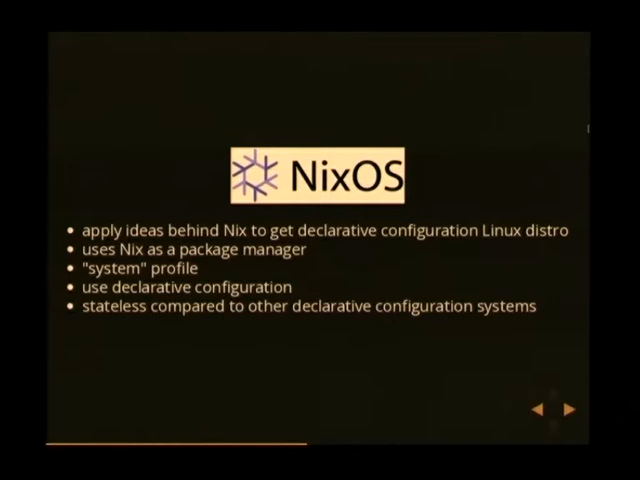 NixOS
apply ideas behind Nix to get declarative configuration Linux distro
uses Nix as a package manager
"system" profile
use declarative configuration
stateless compared to other declarative configuration systems